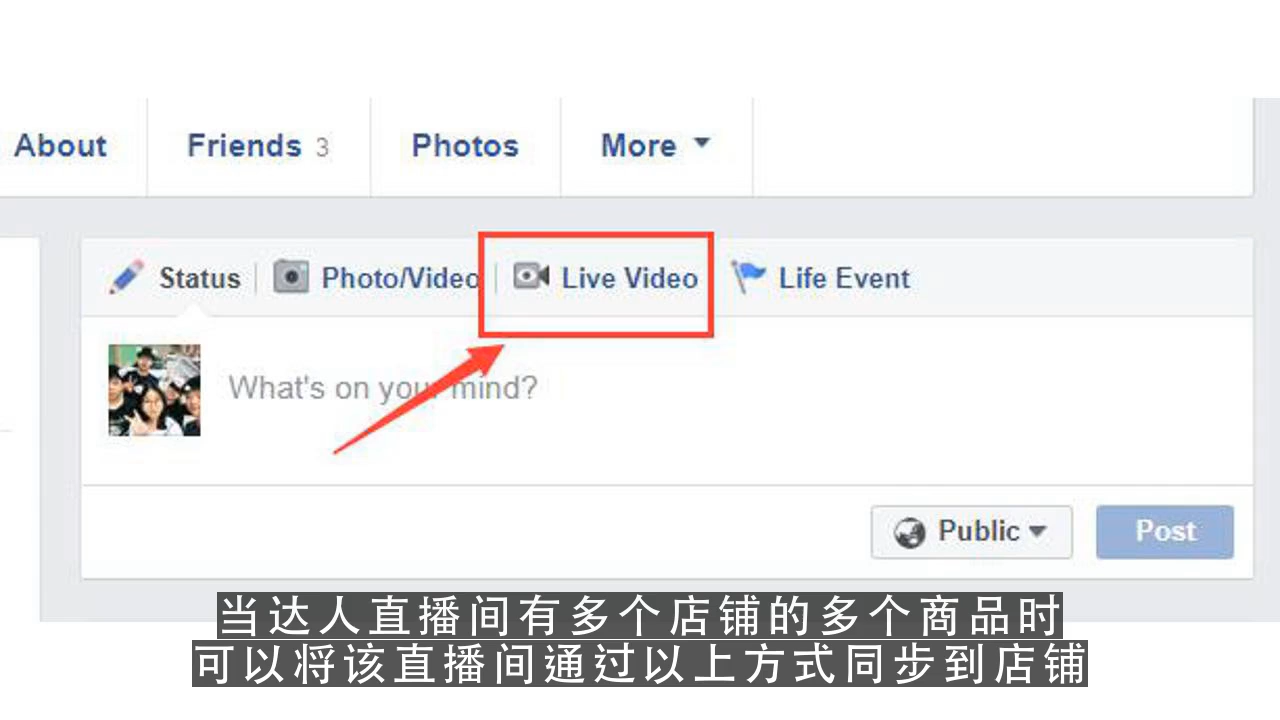 About Friends 3 Photos More
Status Photo/Video Live Video Life Event
What's on your mind?
Public Post
当达人直播间有多个店铺的多个商品时
可以将该直播间通过以上方式同步到店铺